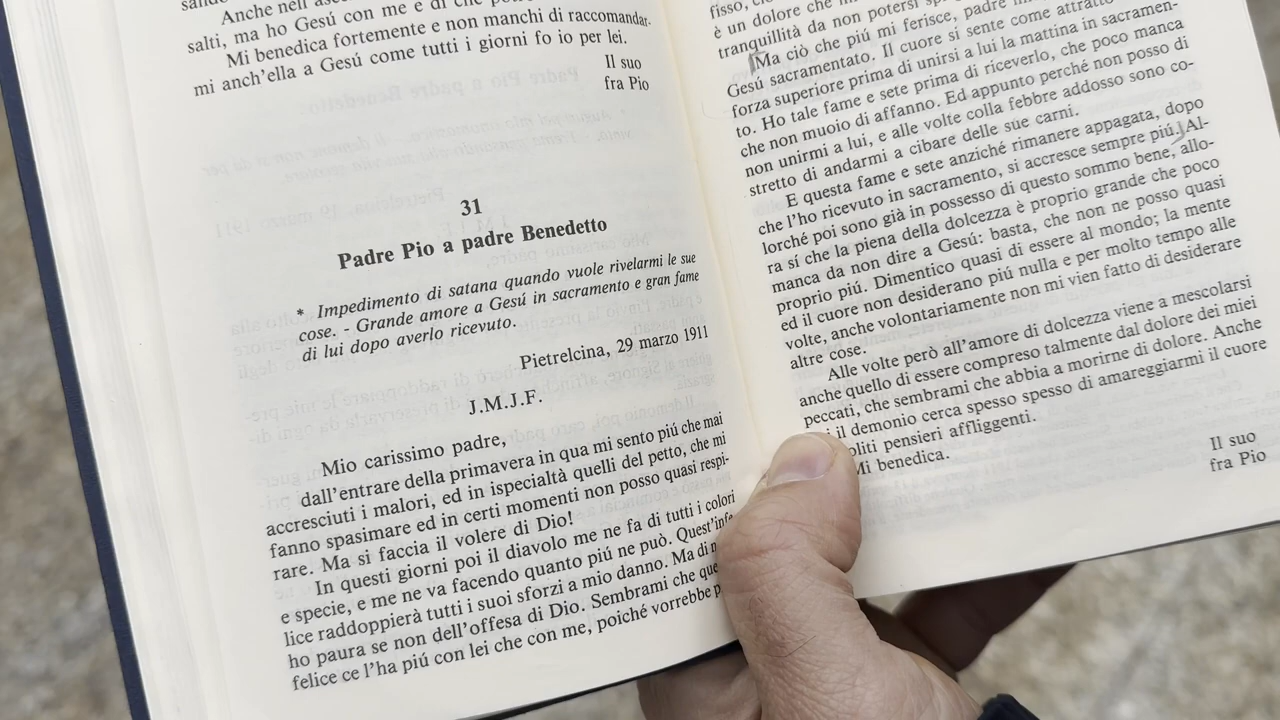 Anche nell'
salti, ma ho Gesú con me e di che
Mi benedica fortemente e non manchi di raccomandar-
mi anch'ella a Gesú come tutti i giorni fo io per lei.
Il suo
fra Pio
31
Padre Pio a padre Benedetto
* Impedimento di satana quando vuole rivelarmi le sue
cose. - Grande amore a Gesú in sacramento e gran fame
di lui dopo averlo ricevuto.
Pietrelcina, 29 marzo 1911
J.M.J.F.
Mio carissimo padre,
dall'entrare della primavera in qua mi sento piú che mai
accresciuti i malori, ed in ispecialtà quelli del petto, che mi
fanno spasimare ed in certi momenti non posso quasi respi-
rare. Ma si faccia il volere di Dio!
In questi giorni poi il diavolo me ne fa di tutti i colori
e specie, e me ne va facendo quanto piú ne può. Quest'infe
lice raddoppierà tutti i suoi sforzi a mio danno. Ma di n
ho paura se non dell'offesa di Dio. Sembrami che que
felice ce l'ha piú con lei che con me, poiché vorrebbe p
fisso,
è un dolore che
tranquillità da non potersi
Ma ciò che piú mi ferisce, padre
Gesú sacramentato. Il cuore si sente come attratto
forza superiore prima di unirsi a lui la mattina in sacramen-
to. Ho tale fame e sete prima di riceverlo, che poco manca
che non muoio di affanno. Ed appunto perché non posso di
non unirmi a lui, e alle volte colla febbre addosso sono co-
stretto di andarmi a cibare delle sue carni.
E questa fame e sete anziché rimanere appagata, dopo
che l'ho ricevuto in sacramento, si accresce sempre piú. Al-
lorché poi sono già in possesso di questo sommo bene, allo-
ra sí che la piena della dolcezza è proprio grande che poco
manca da non dire a Gesú: basta, che non ne posso quasi
proprio piú. Dimentico quasi di essere al mondo; la mente
ed il cuore non desiderano piú nulla e per molto tempo alle
volte, anche volontariamente non mi vien fatto di desiderare
altre cose.
Alle volte però all'amore di dolcezza viene a mescolarsi
anche quello di essere compreso talmente dal dolore dei miei
peccati, che sembrami che abbia a morirne di dolore. Anche
il demonio cerca spesso spesso di amareggiarmi il cuore
oliti pensieri affliggenti.
Mi benedica.
Il suo
fra Pio